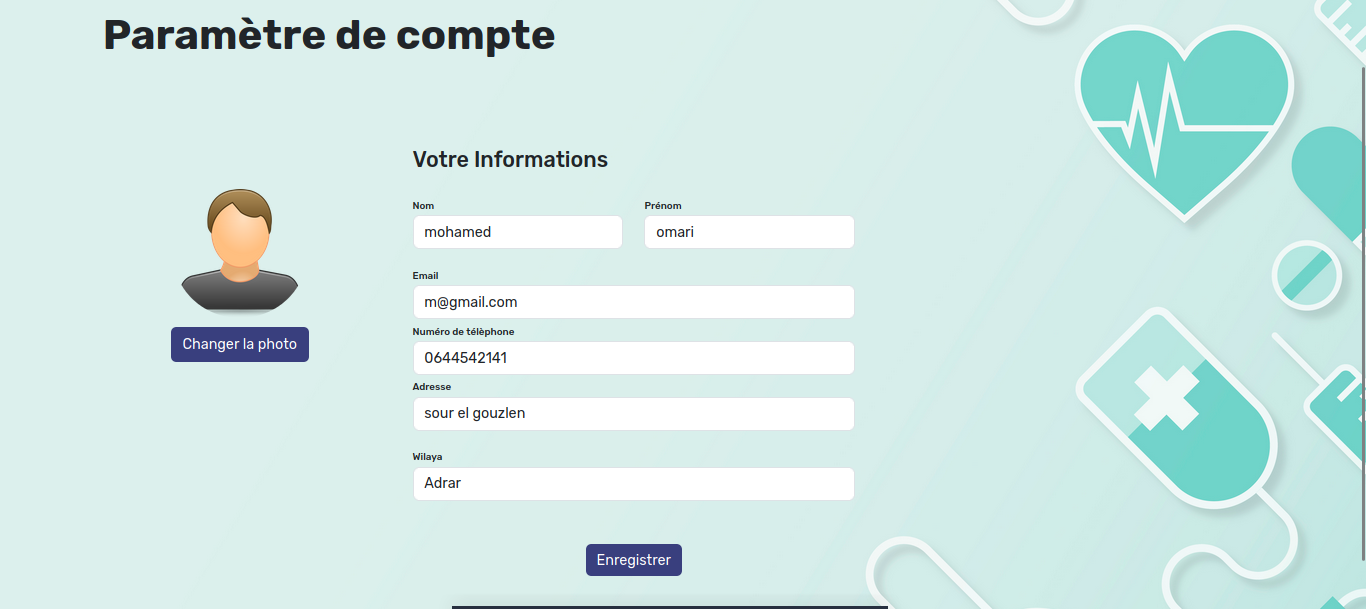 Paramètre de compte
Votre Informations
Nom
Prénom
mohamed
omari
Email
m@gmail.com
Changer la photo
Numéro de télèphone
0644542141
Adresse
sour el gouzlen
Wilaya
Adrar
Enregistrer